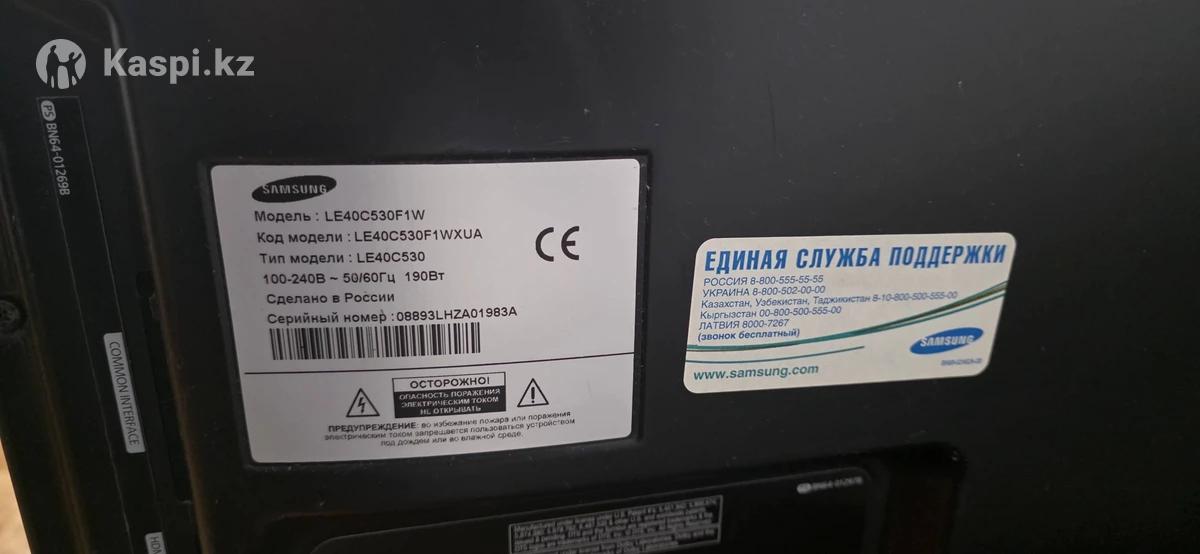 Kaspi.kz
PS BN64-01269B
COMMON INTERFACE
SAMSUNG
Модель : LE40C530F1W
Код модели : LE40C530F1WXUA
Тип модели : LE40C530
100-240В ~ 50/60Гц 190Вт
Сделано в России
Серийный номер :08893LHZA01983A
CE
ОСТОРОЖНО!
ОПАСНОСТЬ ПОРАЖЕНИЯ
ЭЛЕКТРИЧЕСКИМ ТОКОМ
НЕ ОТКРЫВАТЬ
ПРЕДУПРЕЖДЕНИЕ: во избежание пожара или поражения
электрическим током запрещается пользоваться устройством
под дождем или во влажной среде.
ЕДИНАЯ СЛУЖБА ПОДДЕРЖКИ
РОССИЯ 8-800-555-55-55
УКРАИНА 8-800-502-00-00
Казахстан, Узбекистан, Таджикистан 8-10-800-500-555-00
Кыргызстан 00-800-500-555-00
ЛАТВИЯ 8000-7267
(звонок бесплатный)
SAMSUNG
www.samsung.com